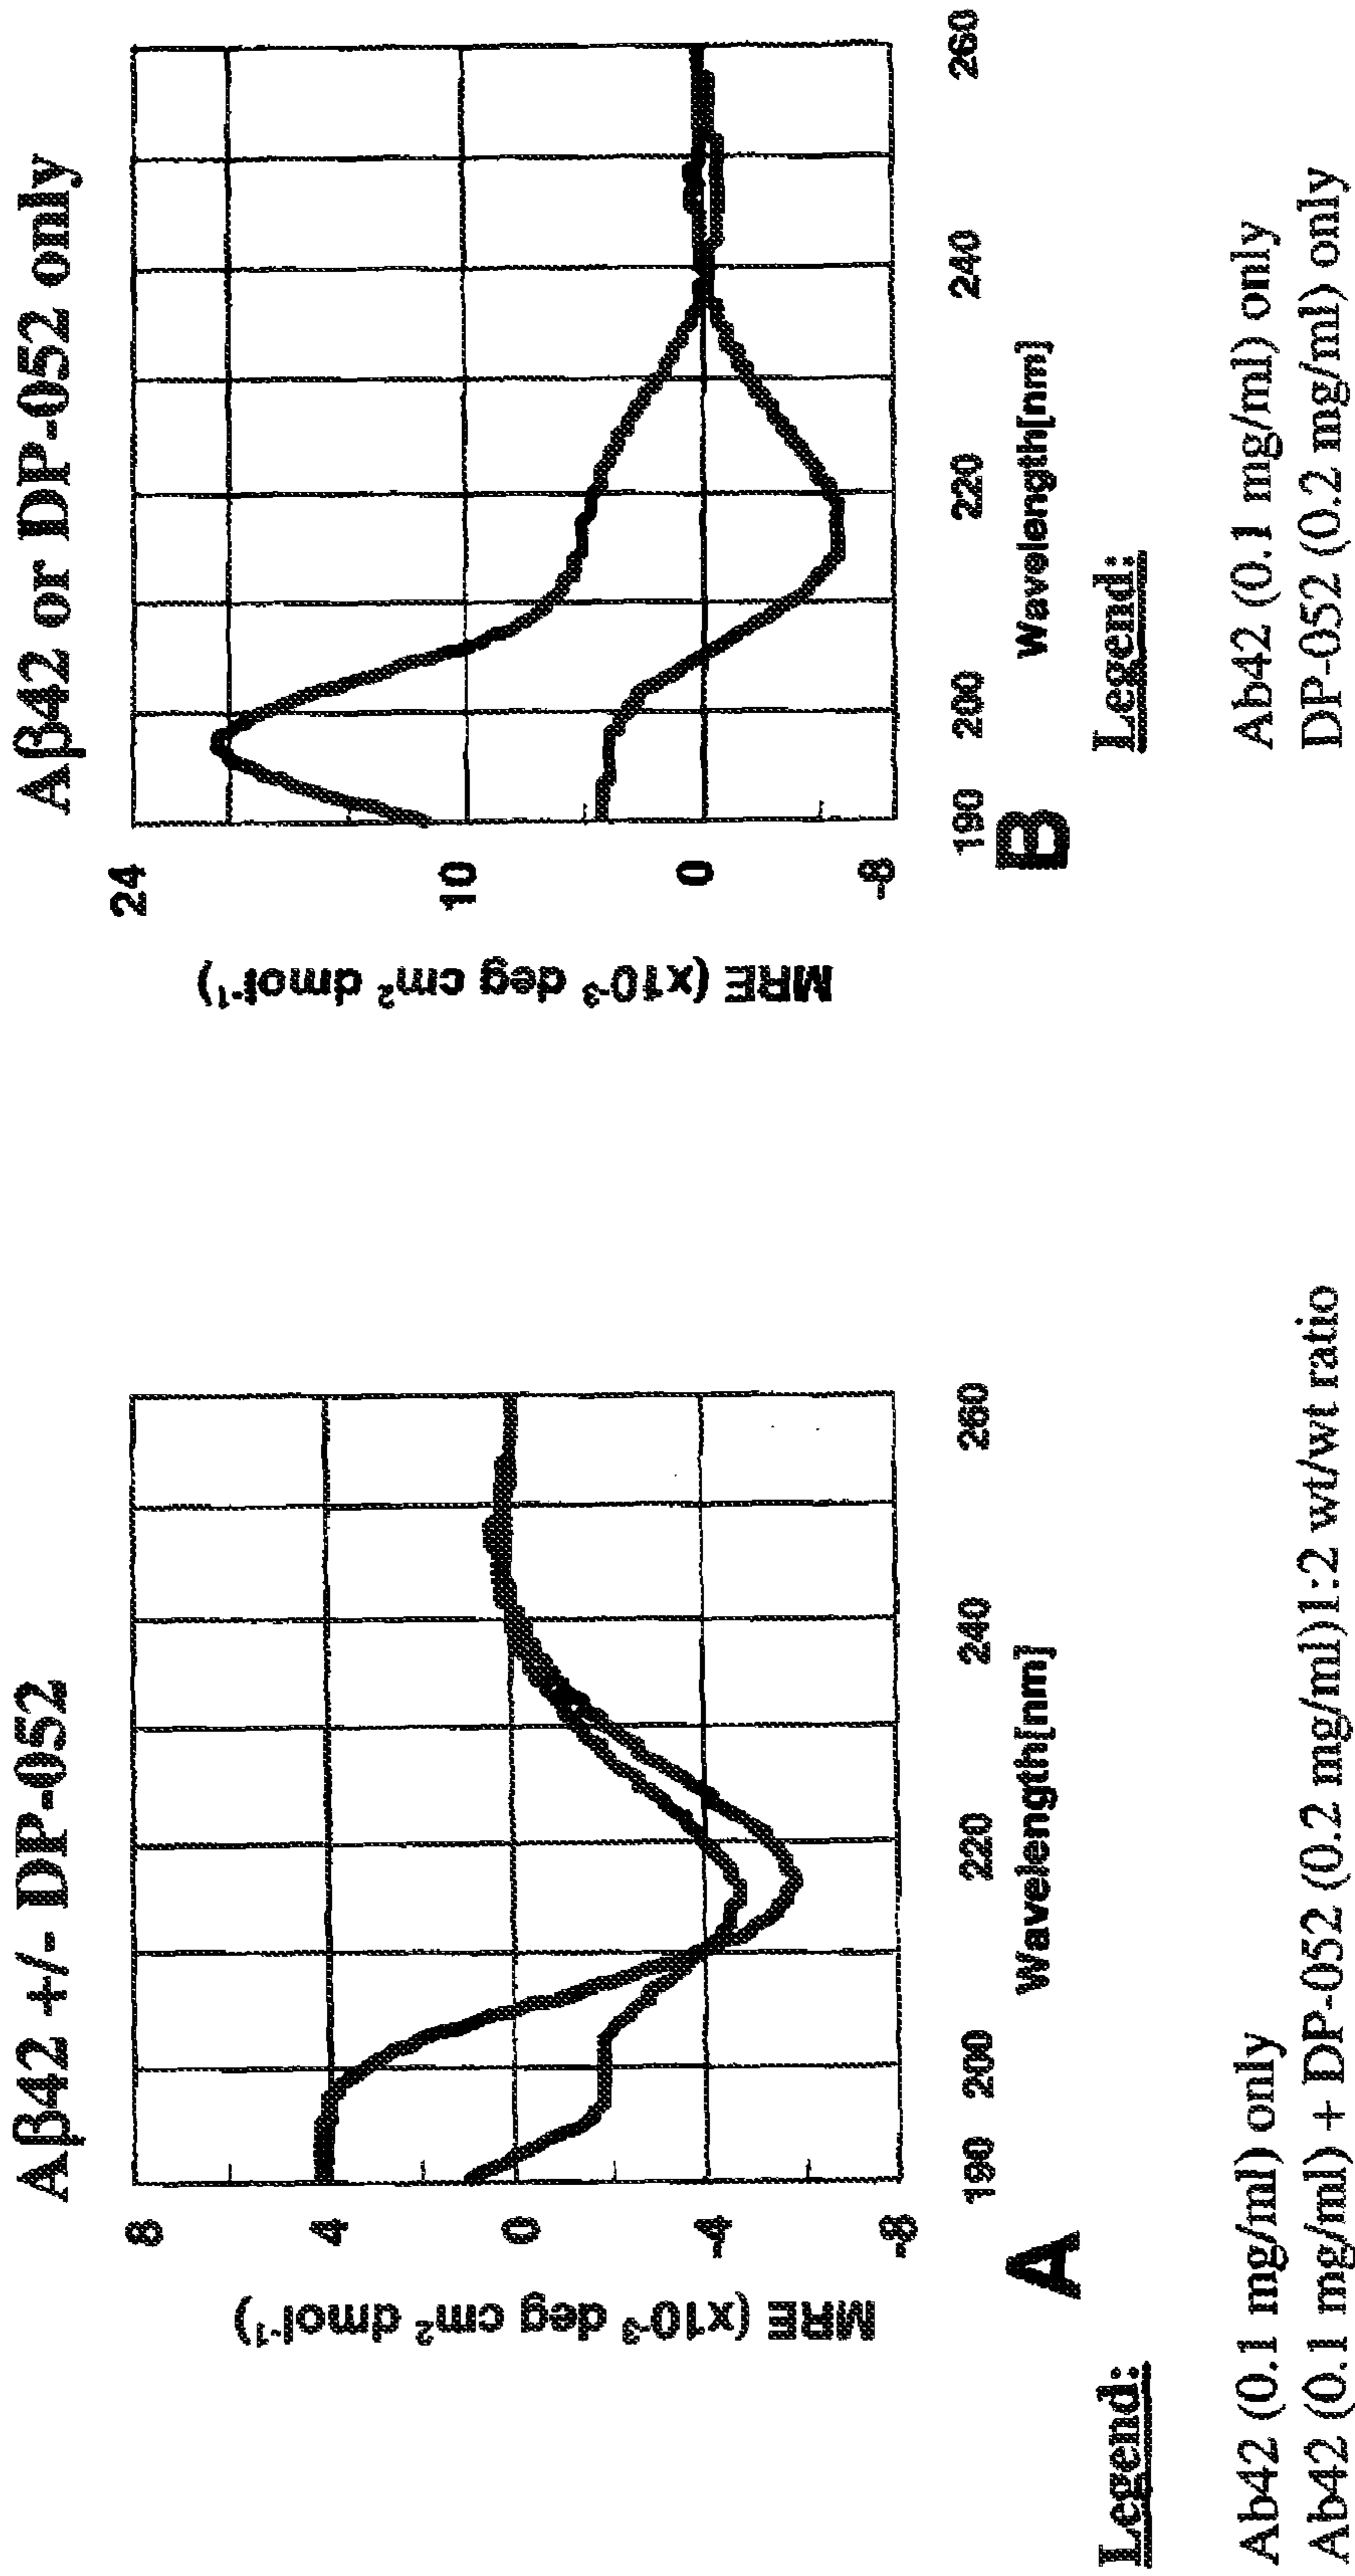 Aβ42 +/- DP-052
8
4
0
-4
-8
MRE (x10-3 deg cm2 dmol-1)
190 200 220 240 260
Wavelength[nm]
A
Legend:
Ab42 (0.1 mg/ml) only
Ab42 (0.1 mg/ml) + DP-052 (0.2 mg/ml)1:2 wt/wt ratio
Aβ42 or DP-052 only
24
10
0
-8
MRE (x10-3 deg cm2 dmol-1)
190 200 220 240 260
Wavelength[nm]
B
Legend:
Ab42 (0.1 mg/ml) only
DP-052 (0.2 mg/ml) only